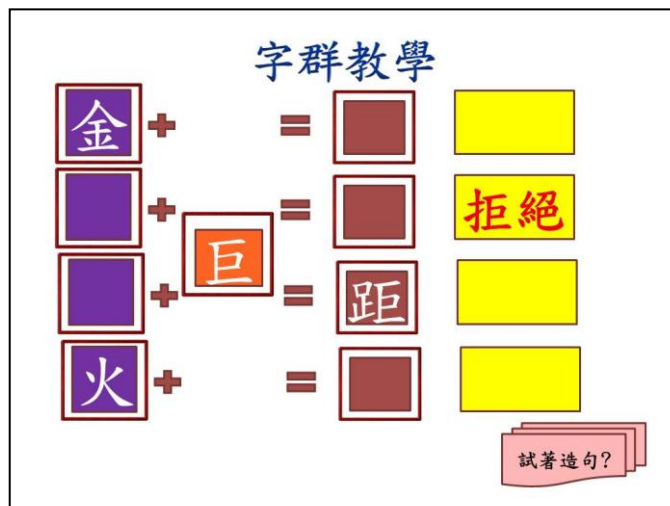 字群教學
金 + = 
+ = 拒絕
巨
+ = 距
火 + =
試著造句?